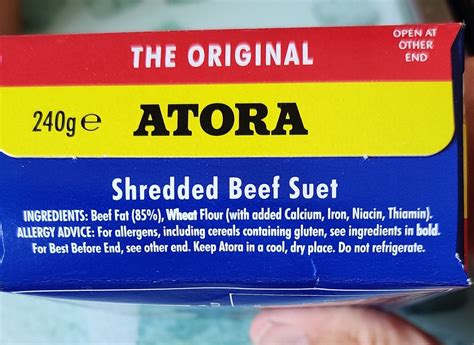 THE ORIGINAL
OPEN AT
OTHER
END
240g e ATORA
Shredded Beef Suet
INGREDIENTS: Beef Fat (85%), Wheat Flour (with added Calcium, Iron, Niacin, Thiamin).
ALLERGY ADVICE: For allergens, including cereals containing gluten, see ingredients in bold.
For Best Before End, see other end. Keep Atora in a cool, dry place. Do not refrigerate.